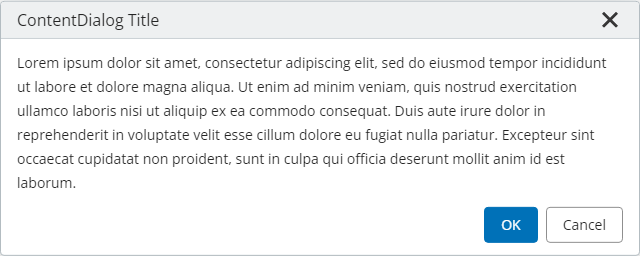 ContentDialog Title
Lorem ipsum dolor sit amet, consectetur adipiscing elit, sed do eiusmod tempor incididunt
ut labore et dolore magna aliqua. Ut enim ad minim veniam, quis nostrud exercitation
ullamco laboris nisi ut aliquip ex ea commodo consequat. Duis aute irure dolor in
reprehenderit in voluptate velit esse cillum dolore eu fugiat nulla pariatur. Excepteur sint
occaecat cupidatat non proident, sunt in culpa qui officia deserunt mollit anim id est
laborum.
OK Cancel